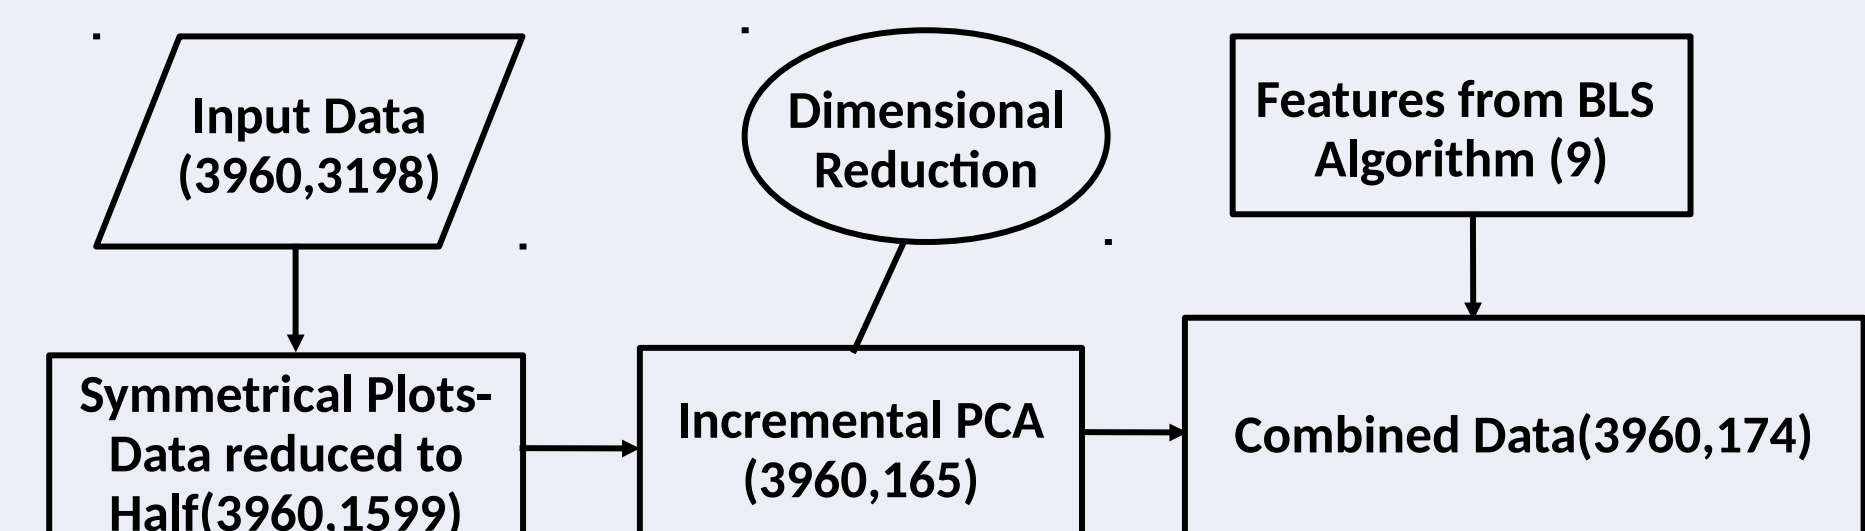 Input Data
(3960,3198)
Dimensional
Reduction
Features from BLS
Algorithm (9)
Symmetrical Plots-
Data reduced to
Half(3960,1599)
Incremental PCA
(3960,165)
Combined Data(3960,174)